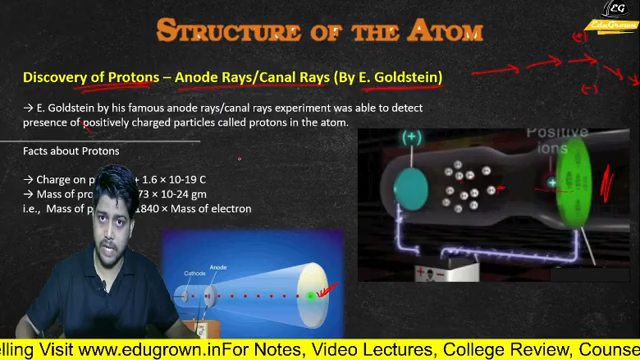 STRUCTURE OF THE ATOM
EG
EduGrown
Discovery of Protons – Anode Rays/Canal Rays (By E. Goldstein)
(+)
(-)
→ E. Goldstein by his famous anode rays/canal rays experiment was able to detect
presence of positively charged particles called protons in the atom.
Facts about Protons
→ Charge on p + 1.6 × 10-19 C
→ Mass of pro 73 × 10-24 gm
i.e., Mass of p 1840 × Mass of electron
(+)
Positive
ions
+
+
-
Cathode
Anode
elling Visit www.edugrown.inFor Notes, Video Lectures, College Review, Counse